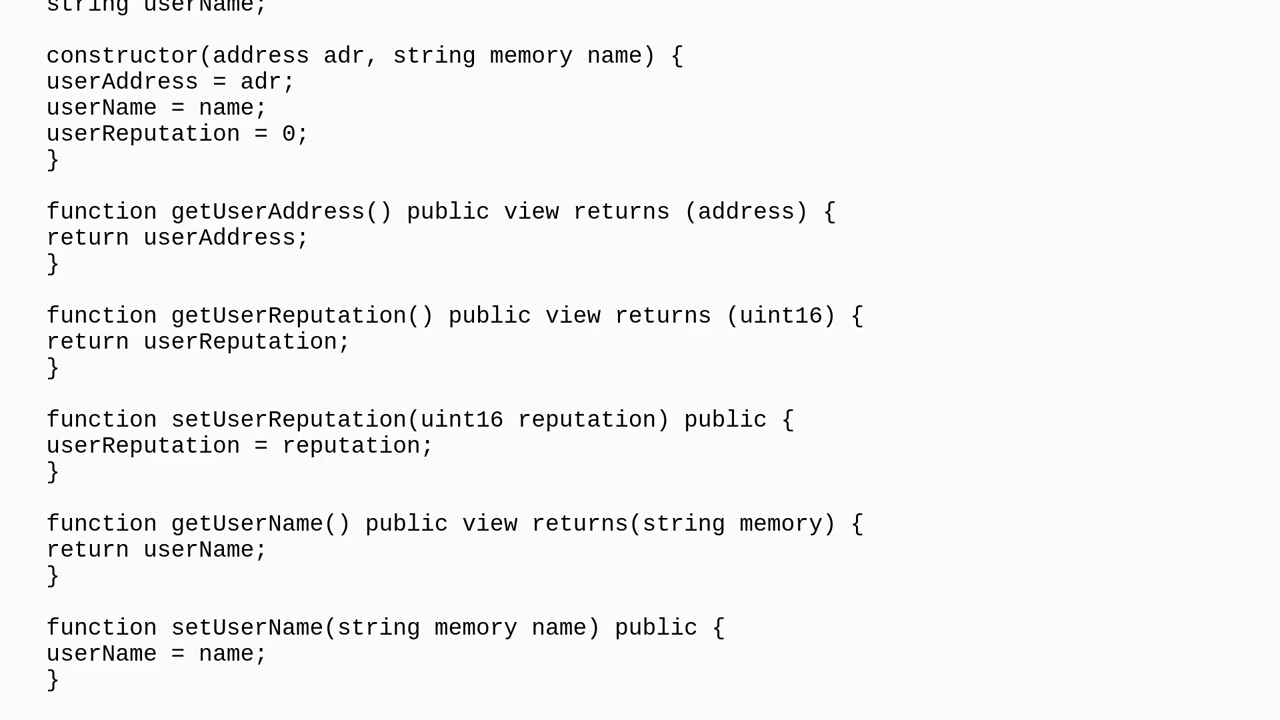 string userName;
constructor(address adr, string memory name) {
userAddress = adr;
userName = name;
userReputation = 0;
}
function getUserAddress() public view returns (address) {
return userAddress;
}
function getUserReputation() public view returns (uint16) {
return userReputation;
}
function setUserReputation(uint16 reputation) public {
userReputation = reputation;
}
function getUserName() public view returns(string memory) {
return userName;
}
function setUserName(string memory name) public {
userName = name;
}